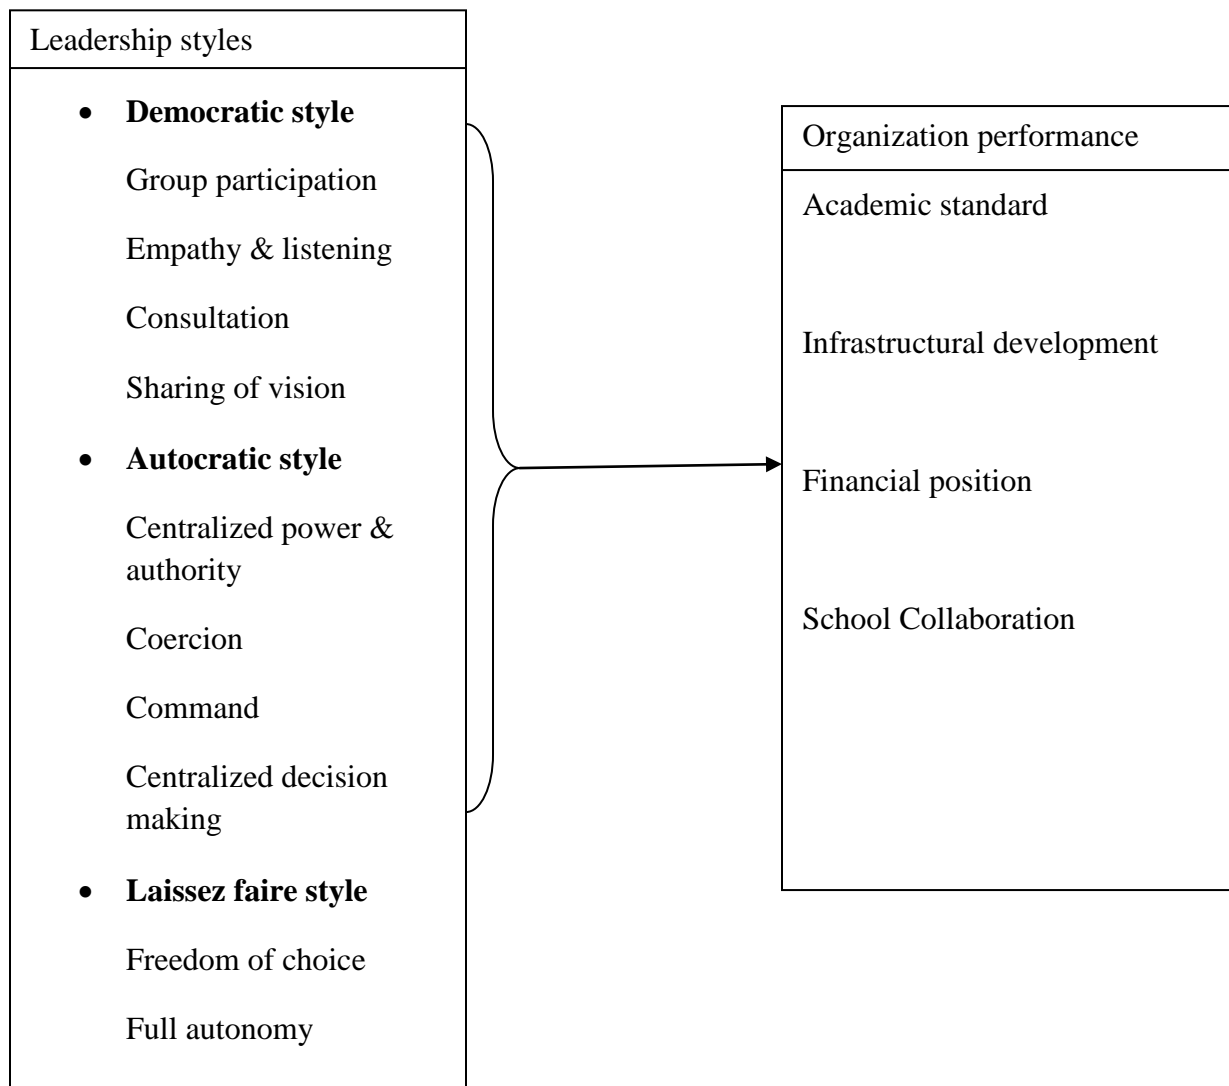 Leadership styles
• Democratic style
Group participation
Empathy & listening
Consultation
Sharing of vision
• Autocratic style
Centralized power &
authority
Coercion
Command
Centralized decision
making
• Laissez faire style
Freedom of choice
Full autonomy
Organization performance
Academic standard
Infrastructural development
Financial position
School Collaboration